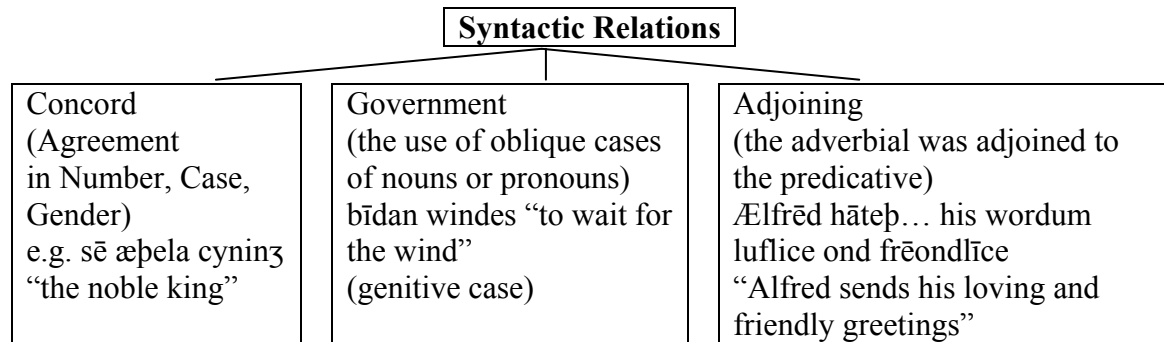 Syntactic Relations
Concord
(Agreement
in Number, Case,
Gender)
e.g. sē æþela cyninʒ
“the noble king”
Government
(the use of oblique cases
of nouns or pronouns)
bīdan windes “to wait for
the wind”
(genitive case)
Adjoining
(the adverbial was adjoined to
the predicative)
Ælfrēd hāteþ… his wordum
luflice ond frēondlīce
“Alfred sends his loving and
friendly greetings”